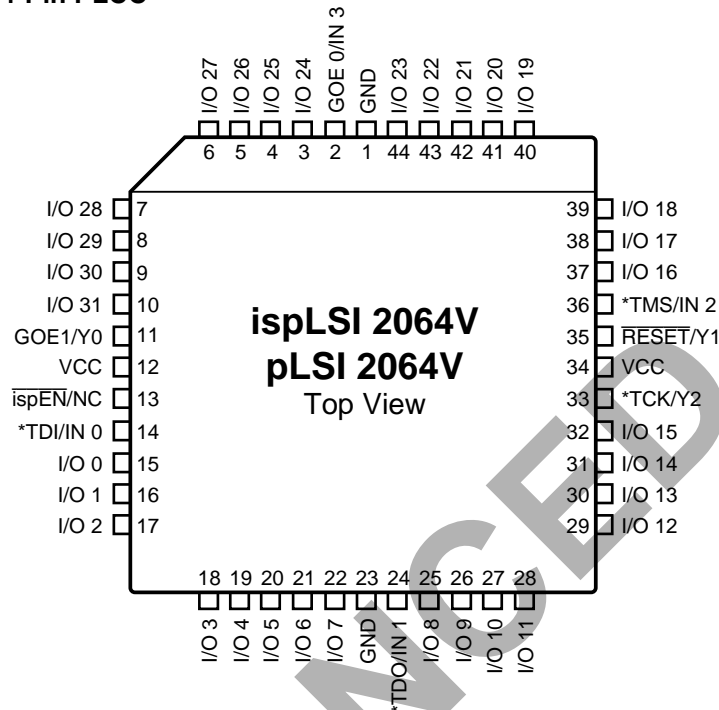 I/O 27
I/O 26
I/O 25
I/O 24
GOE 0/IN 3
GND
I/O 23
I/O 22
I/O 21
I/O 20
I/O 19
6 5 4 3 2 1 44 43 42 41 40
I/O 28 7
I/O 29 8
I/O 30 9
I/O 31 10
GOE1/Y0 11
VCC 12
ispEN/NC 13
*TDI/IN 0 14
I/O 0 15
I/O 1 16
I/O 2 17
ispLSI 2064V
pLSI 2064V
Top View
39 I/O 18
38 I/O 17
37 I/O 16
36 *TMS/IN 2
35 RESET/Y1
34 VCC
33 *TCK/Y2
32 I/O 15
31 I/O 14
30 I/O 13
29 I/O 12
18 19 20 21 22 23 24 25 26 27 28
I/O 3
I/O 4
I/O 5
I/O 6
I/O 7
GND
*TDO/IN 1
I/O 8
I/O 9
I/O 10
I/O 11
NCED